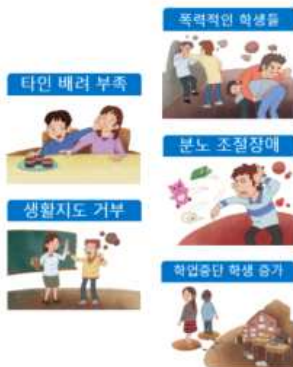 폭력적인 학생들
타인 배려 부족
분노 조절장애
생활지도 거부
학업중단 학생 증가